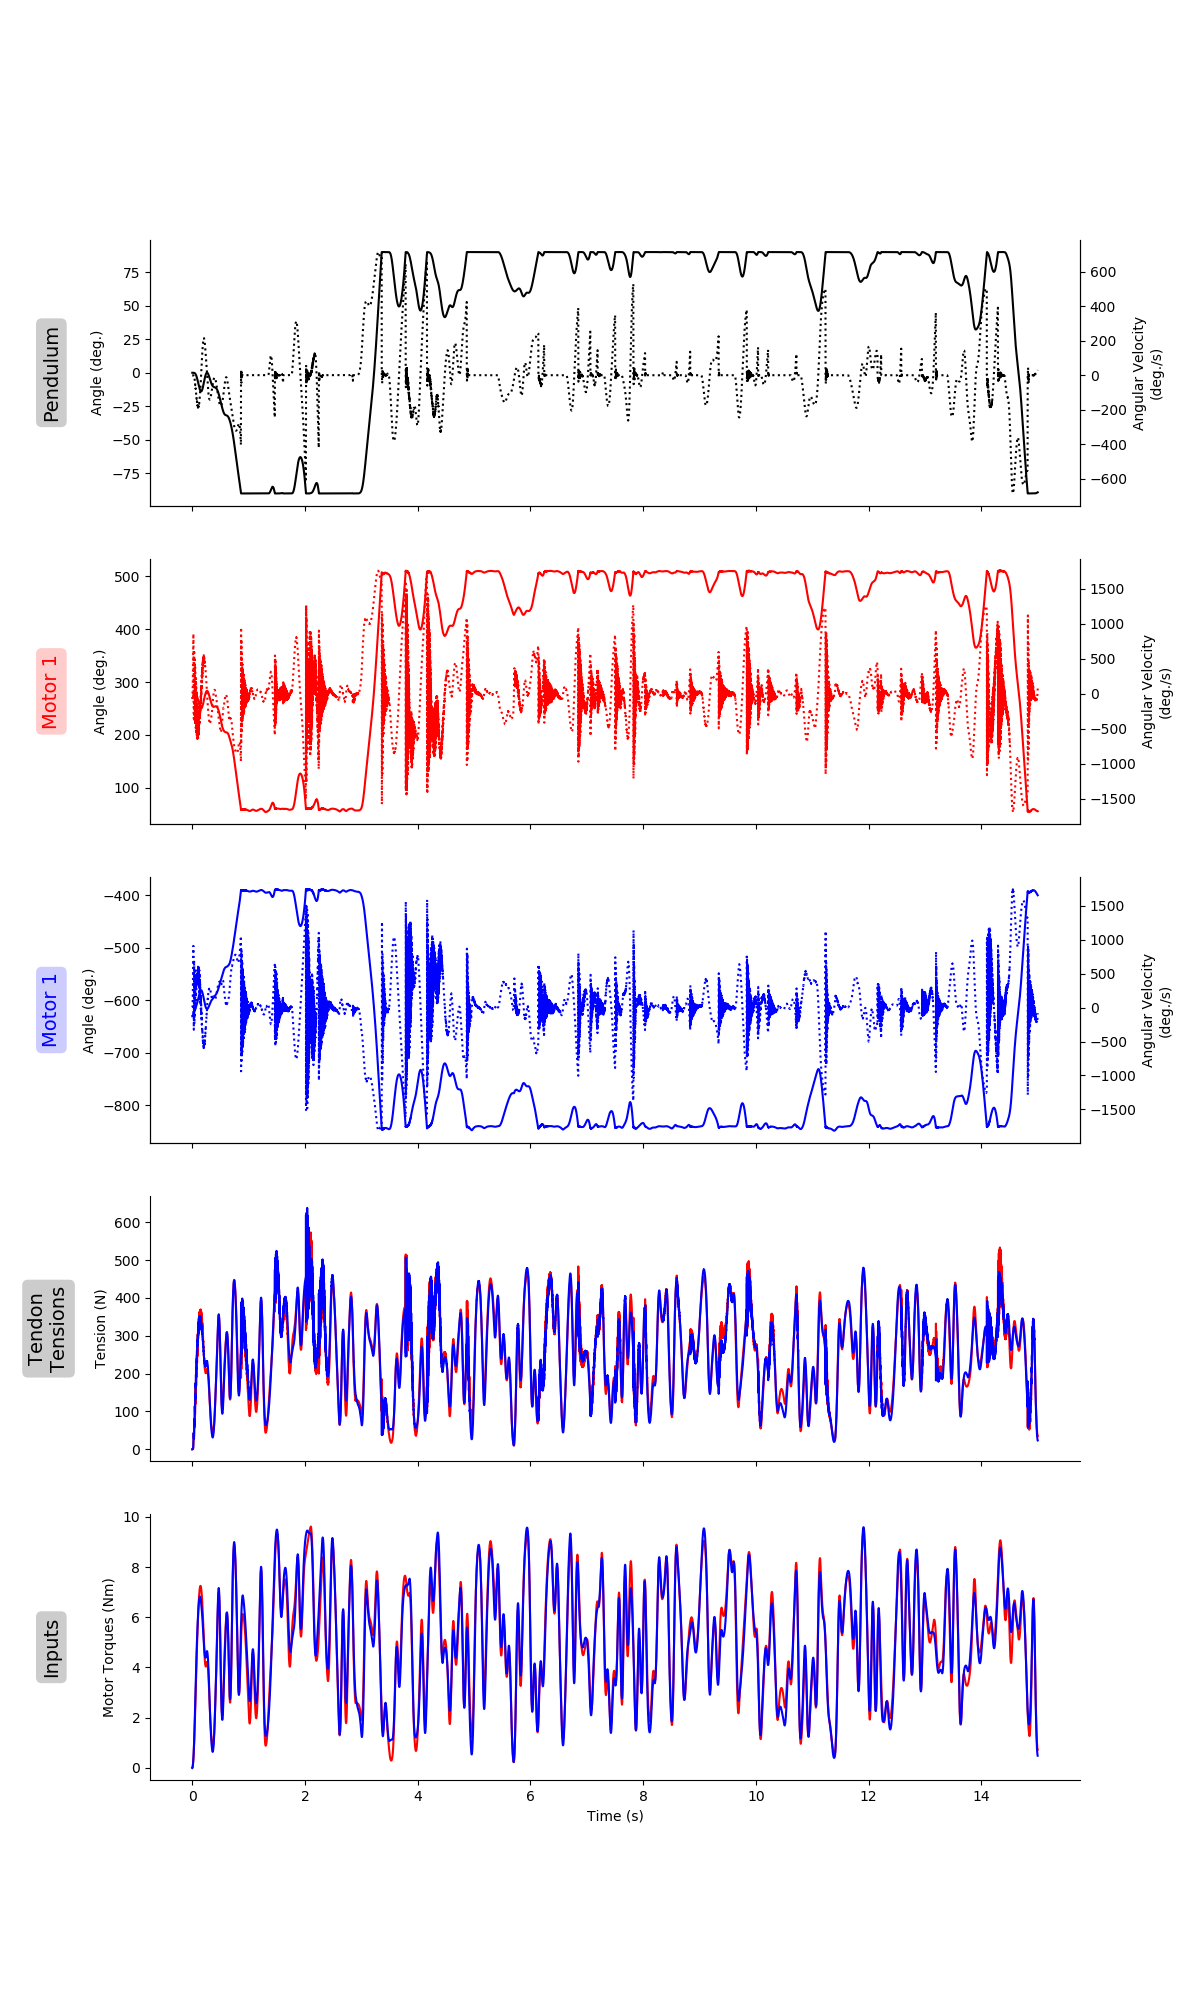 Pendulum
Angle (deg.)
75
50
25
0
−25
−50
−75
600
400
200
0
−200
−400
−600
Angular Velocity
(deg./s)
Motor 1
Angle (deg.)
500
400
300
200
100
1500
1000
500
0
−500
−1000
−1500
Angular Velocity
(deg./s)
Motor 1
Angle (deg.)
−400
−500
−600
−700
−800
1500
1000
500
0
−500
−1000
−1500
Angular Velocity
(deg./s)
Tendon
Tensions
Tension (N)
600
500
400
300
200
100
0
Inputs
Motor Torques (Nm)
10
8
6
4
2
0
0 2 4 6 8 10 12 14
Time (s)